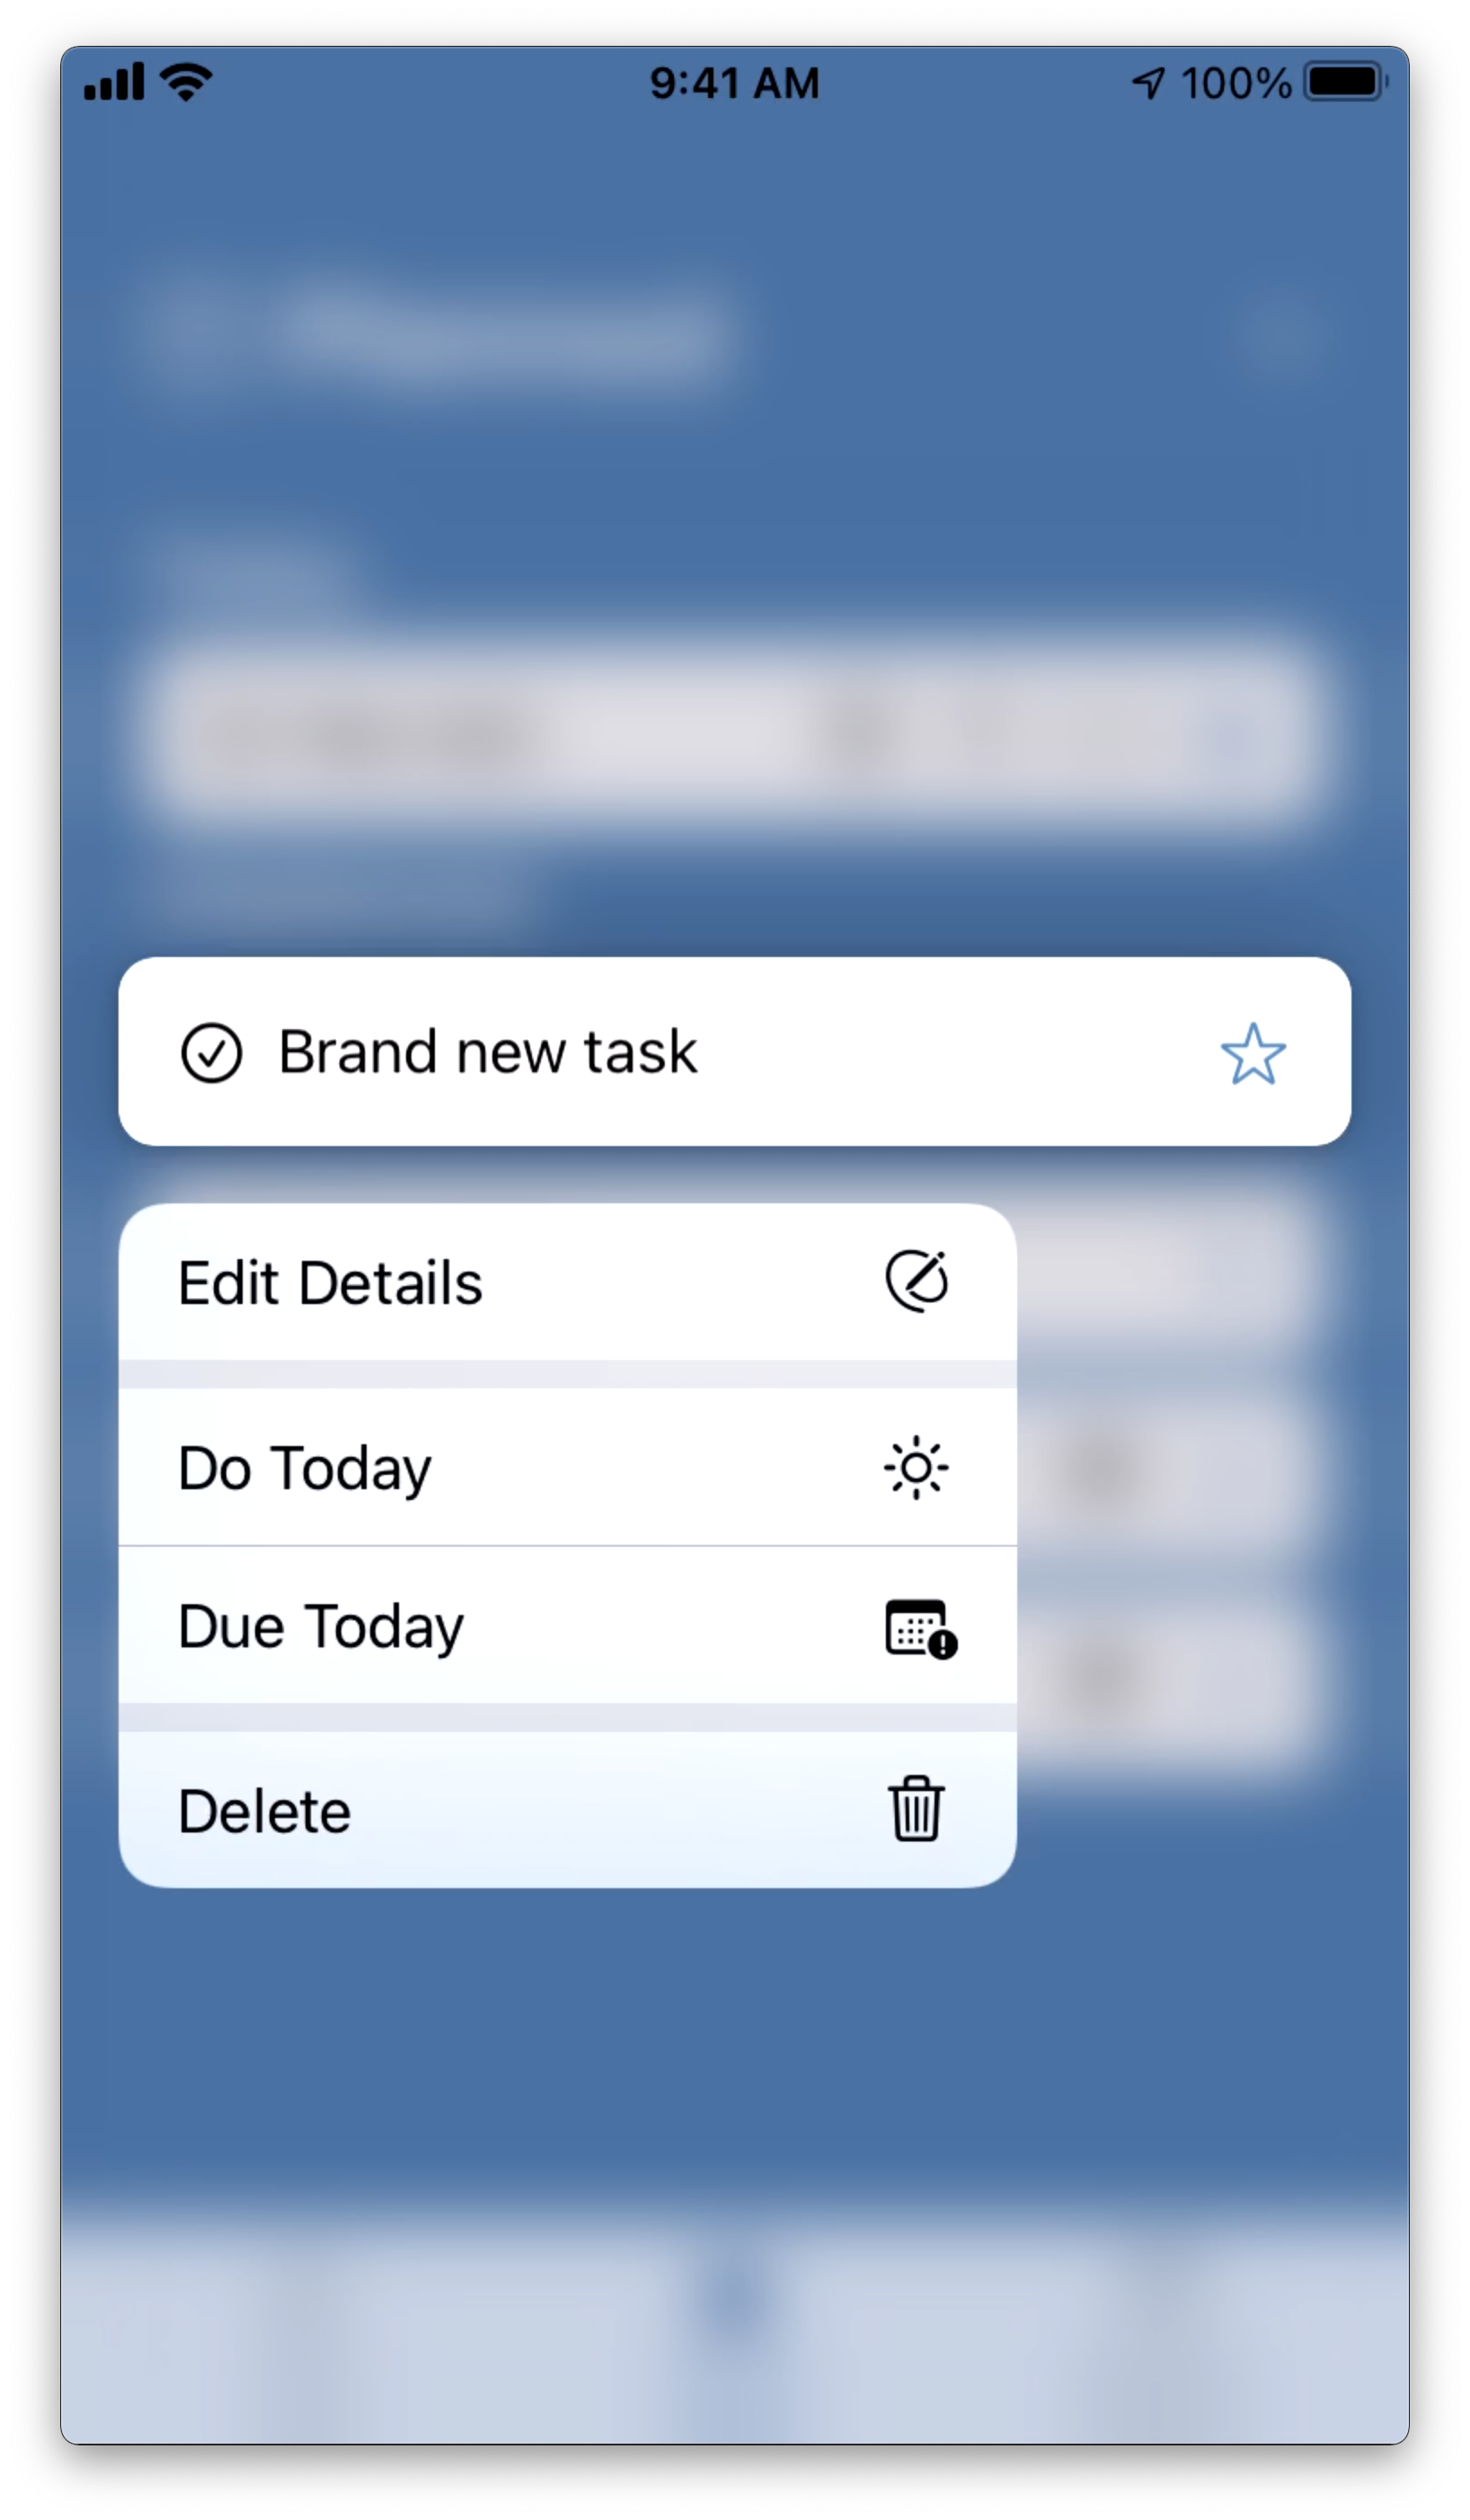 9:41 AM
100%
Brand new task
Edit Details
Do Today
Due Today
Delete